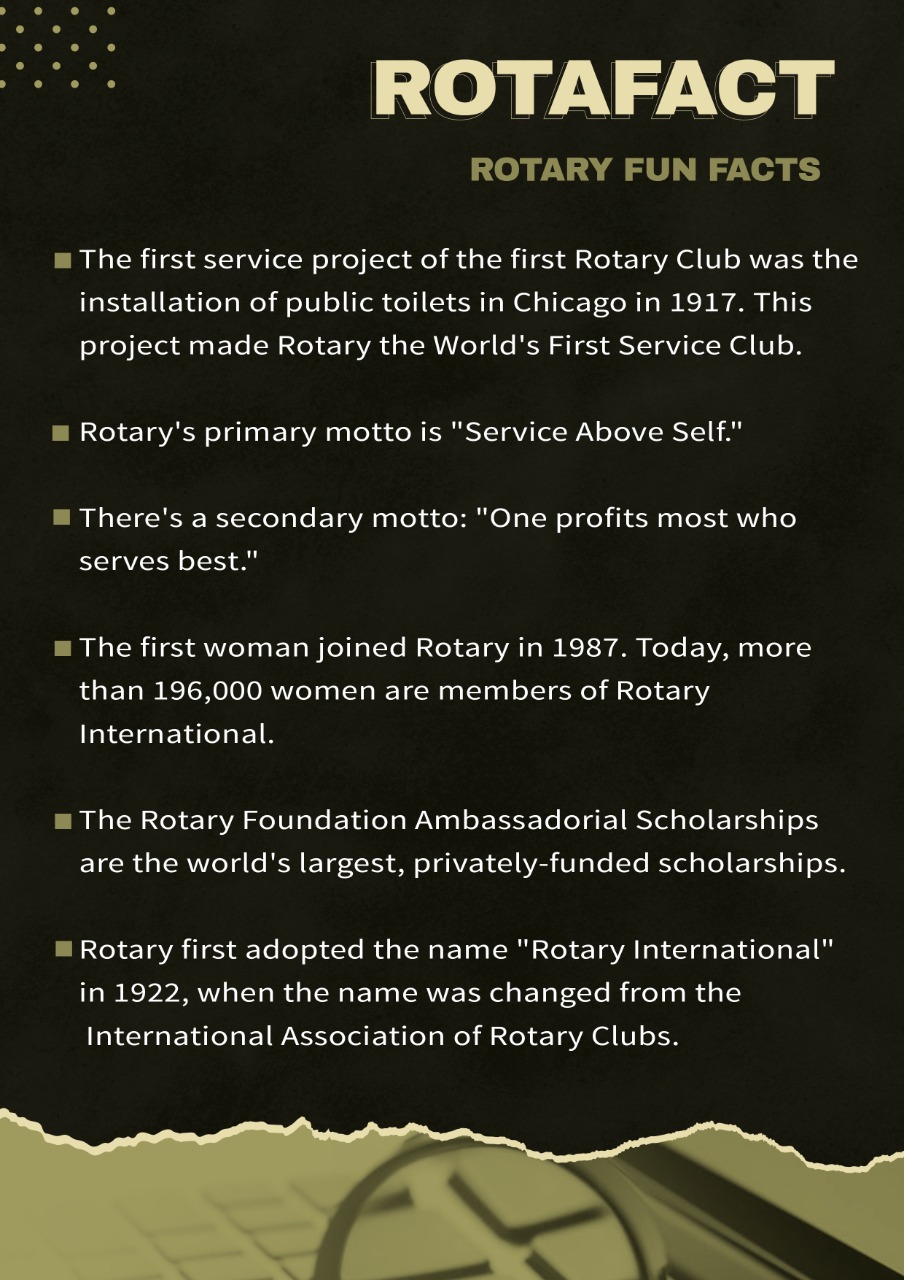 ROTAFACT
ROTARY FUN FACTS
The first service project of the first Rotary Club was the
installation of public toilets in Chicago in 1917. This
project made Rotary the World's First Service Club.
Rotary's primary motto is "Service Above Self."
There's a secondary motto: "One profits most who
serves best."
The first woman joined Rotary in 1987. Today, more
than 196,000 women are members of Rotary
International.
The Rotary Foundation Ambassadorial Scholarships
are the world's largest, privately-funded scholarships.
Rotary first adopted the name "Rotary International"
in 1922, when the name was changed from the
International Association of Rotary Clubs.